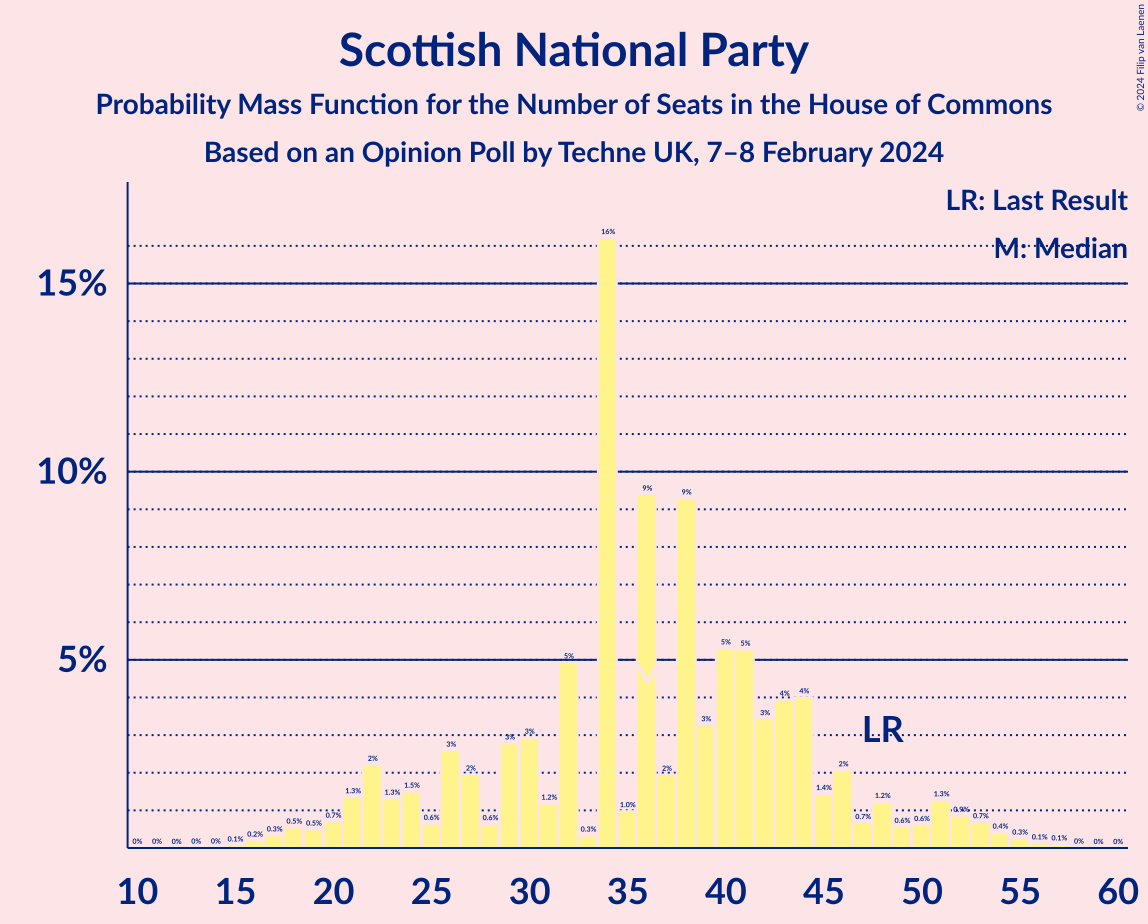 Scottish National Party
Probability Mass Function for the Number of Seats in the House of Commons
Based on an Opinion Poll by Techne UK, 7–8 February 2024
© 2024 Filip van Laenen
LR: Last Result
M: Median
15%
10%
5%
0% 0% 0% 0% 0% 0.1% 0.2% 0.3% 0.5% 0.5% 0.7% 1.3% 2% 1.3% 1.5% 0.6% 3% 2% 0.6% 3% 3% 1.2% 5% 0.3% 16% 1.0% 9% 2% 9% 3% 5% 5% 3% 4% 4% 1.4% 2% 0.7% 1.2% 0.6% 0.6% 1.3% 0.9% 0.7% 0.4% 0.3% 0.1% 0.1% 0% 0% 0%
LR
10 15 20 25 30 35 40 45 50 55 60